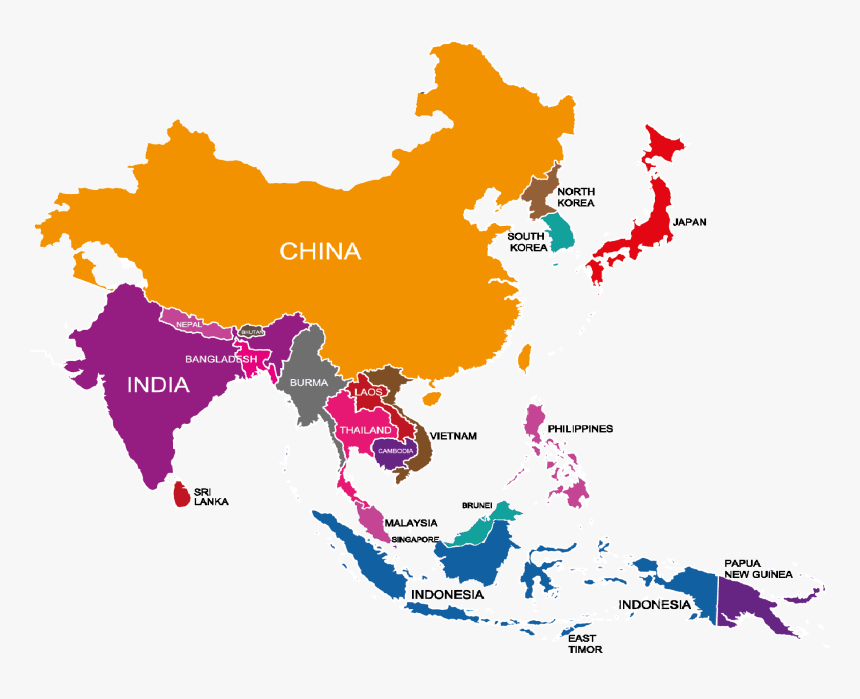 NORTH
KOREA
JAPAN
SOUTH
KOREA
CHINA
NEPAL
BHUTAN
BANGLADESH
INDIA
BURMA
LAOS
THAILAND
VIETNAM
PHILIPPINES
CAMBODIA
SRI
LANKA
BRUNEI
MALAYSIA
SINGAPORE
PAPUA
NEW GUINEA
INDONESIA
INDONESIA
EAST
TIMOR